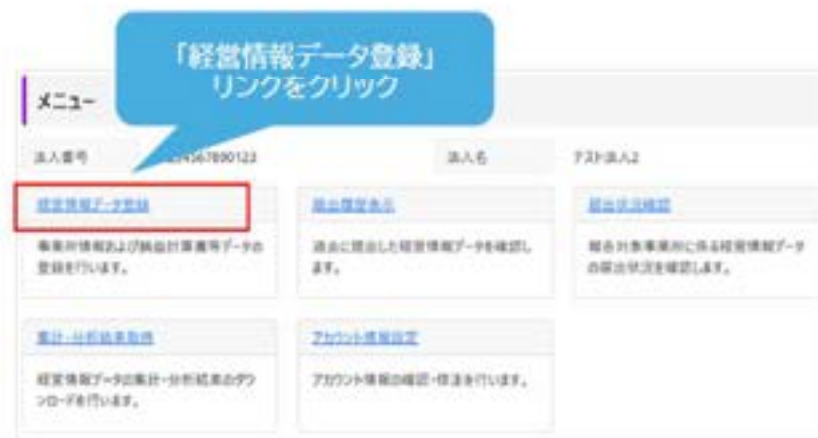 「経営情報データ登録」
リンクをクリック
メニュー
法人番号 234567890123 法人名 テスト法人2
経営情報データ登録 届出履歴表示 届出状況確認
事業所情報および損益計算書等データの 過去に提出した経営情報データを確認し 報告対象事業所に係る経営情報データ
登録を行います。 ます。 の届出状況を確認します。
集計・分析結果取得 アカウント情報設定
経営情報データの集計・分析結果のダウ アカウント情報の確認・修正を行います。
ンロードを行います。